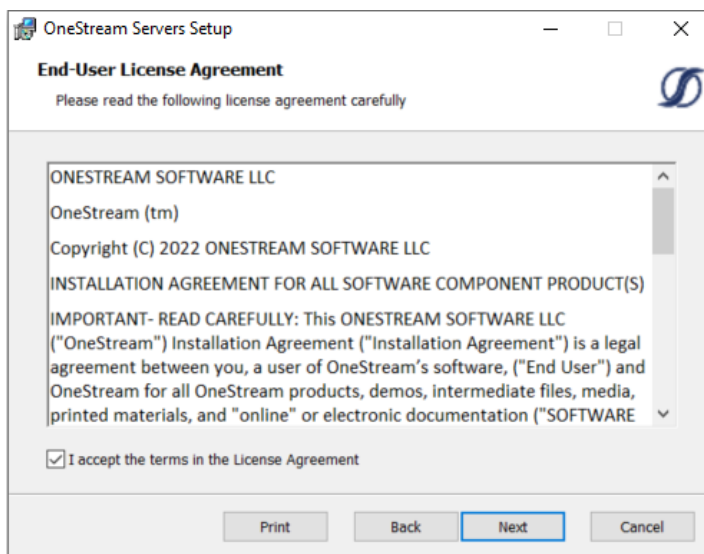 OneStream Servers Setup
End-User License Agreement
Please read the following license agreement carefully
ONESTREAM SOFTWARE LLC
OneStream (tm)
Copyright (C) 2022 ONESTREAM SOFTWARE LLC
INSTALLATION AGREEMENT FOR ALL SOFTWARE COMPONENT PRODUCT(S)
IMPORTANT- READ CAREFULLY: This ONESTREAM SOFTWARE LLC
("OneStream") Installation Agreement ("Installation Agreement") is a legal
agreement between you, a user of OneStream's software, ("End User") and
OneStream for all OneStream products, demos, intermediate files, media,
printed materials, and "online" or electronic documentation ("SOFTWARE
I accept the terms in the License Agreement
Print Back Next Cancel